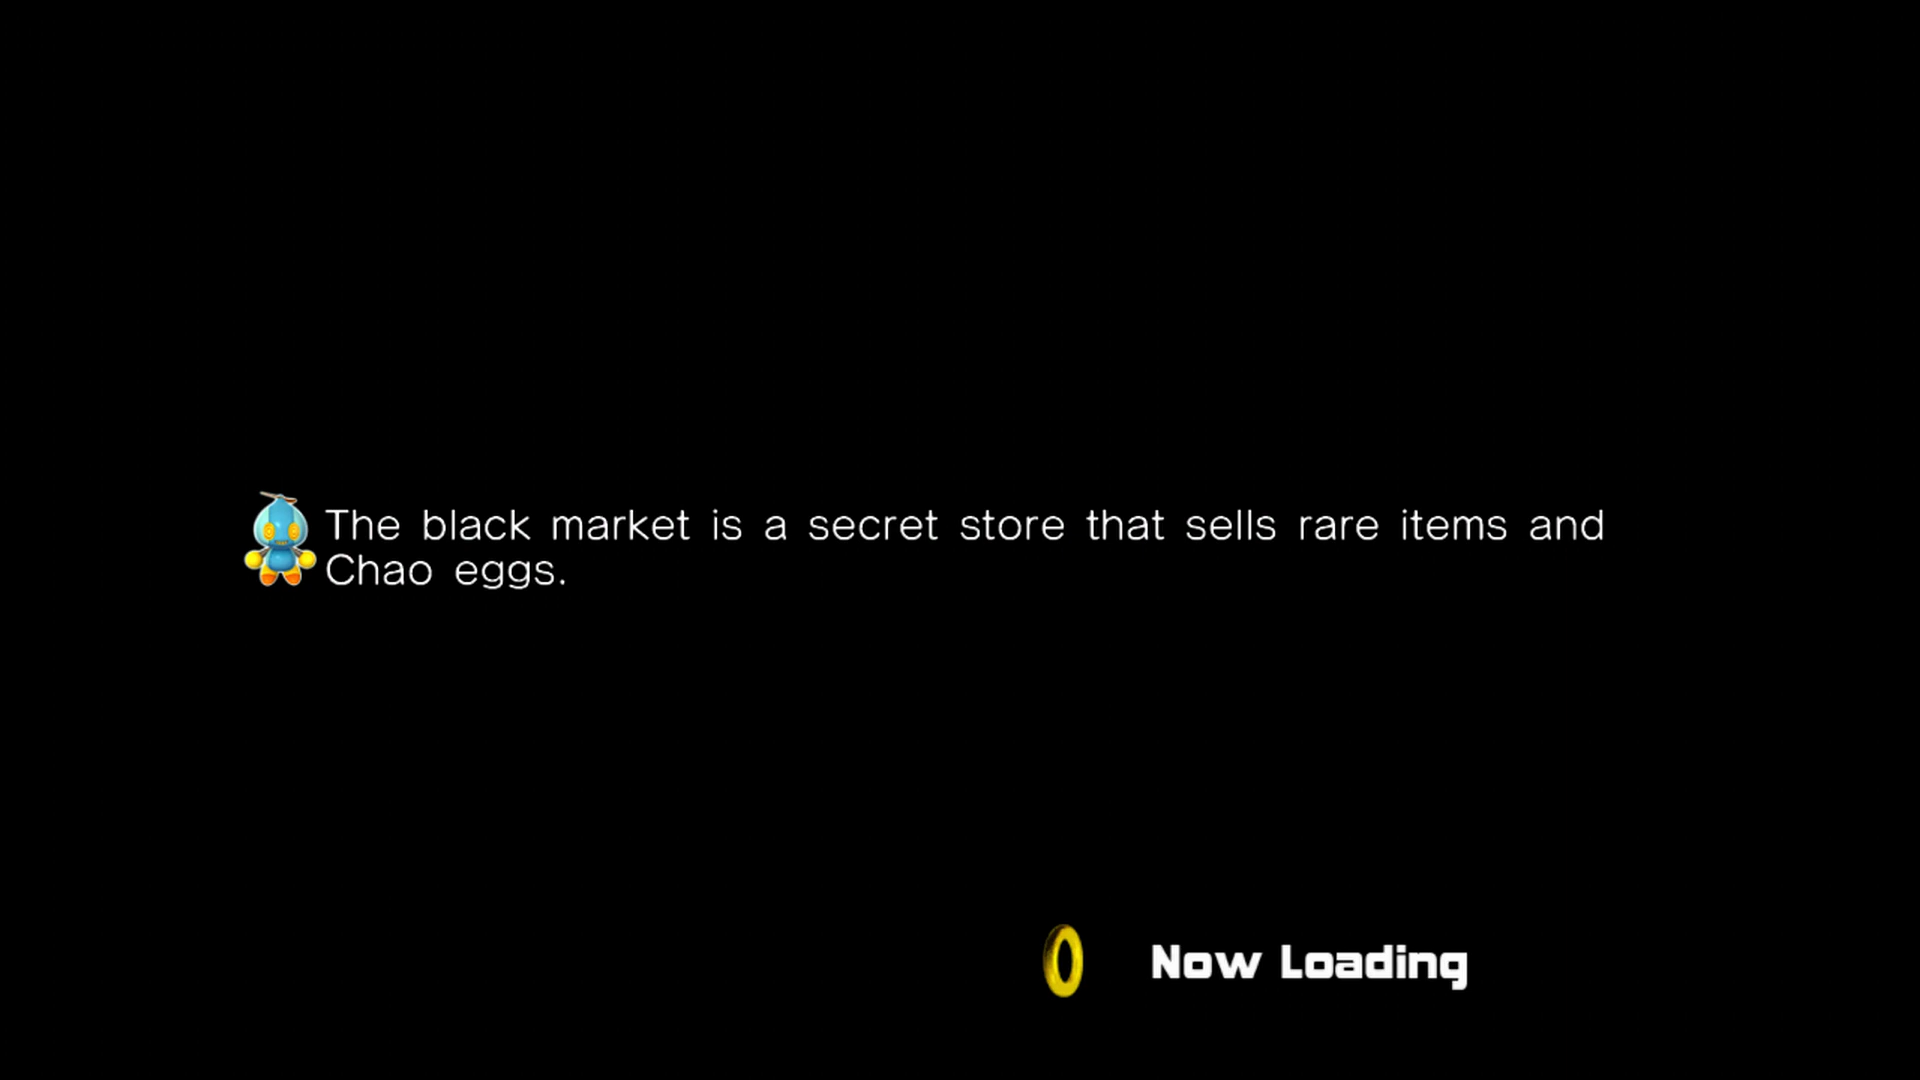 The black market is a secret store that sells rare items and
Chao eggs.
Now Loading